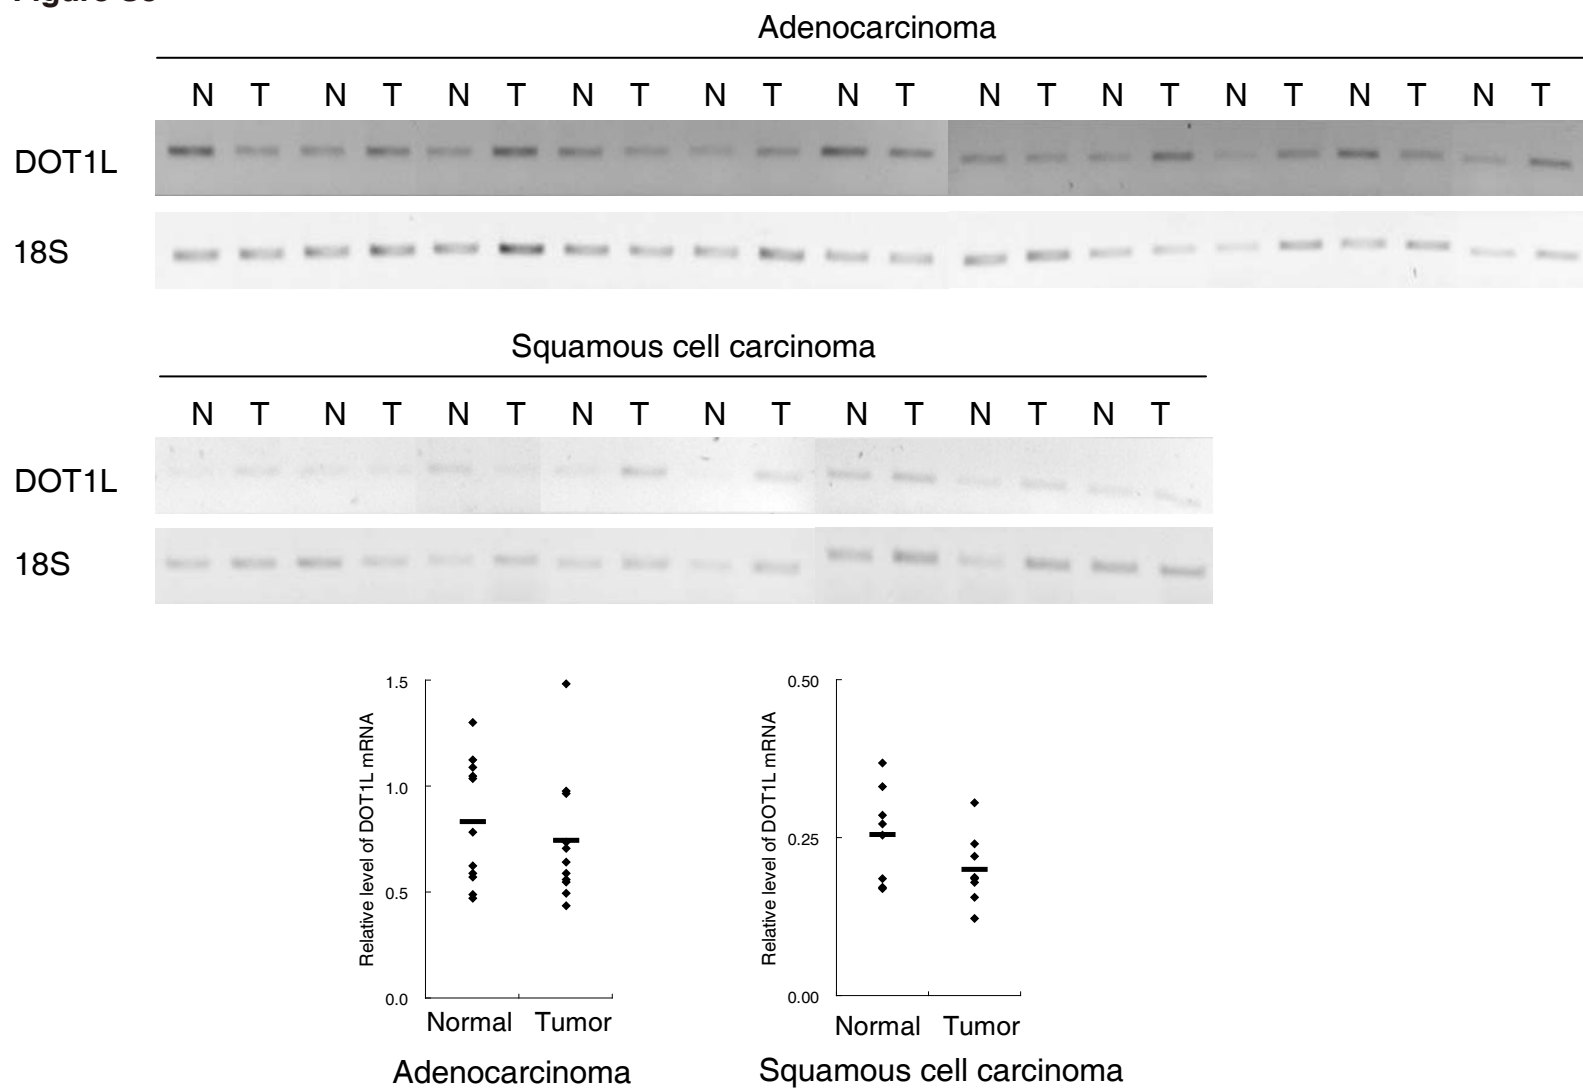 Adenocarcinoma
N T N T N T N T N T N T N T N T N T N T N T
DOT1L
18S
Squamous cell carcinoma
N T N T N T N T N T N T N T N T
DOT1L
18S
Relative level of DOT1L mRNA
1.5
1.0
0.5
0.0
Normal Tumor
Adenocarcinoma
Relative level of DOT1L mRNA
0.50
0.25
0.00
Normal Tumor
Squamous cell carcinoma